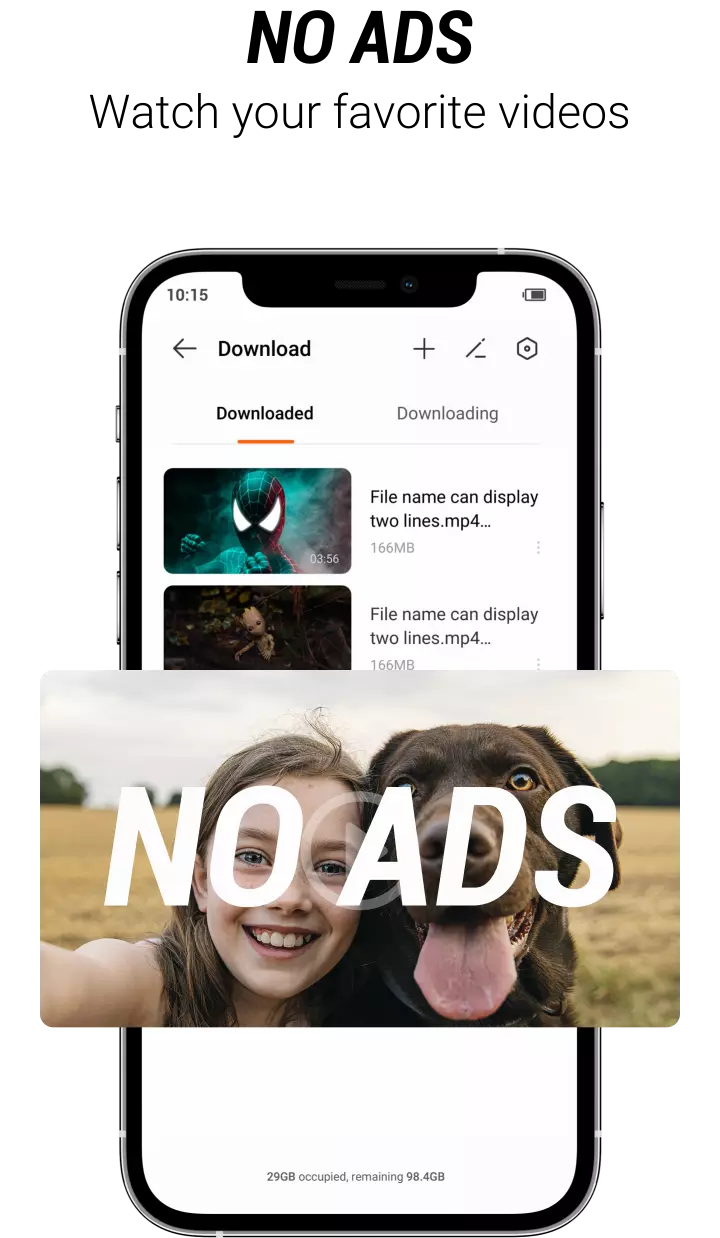 NO ADS
Watch your favorite videos
10:15
Download
Downloaded
Downloading
File name can display
two lines.mp4...
03:56
166MB
File name can display
two lines.mp4...
166MB
NO ADS
29GB occupied, remaining 98.4GB